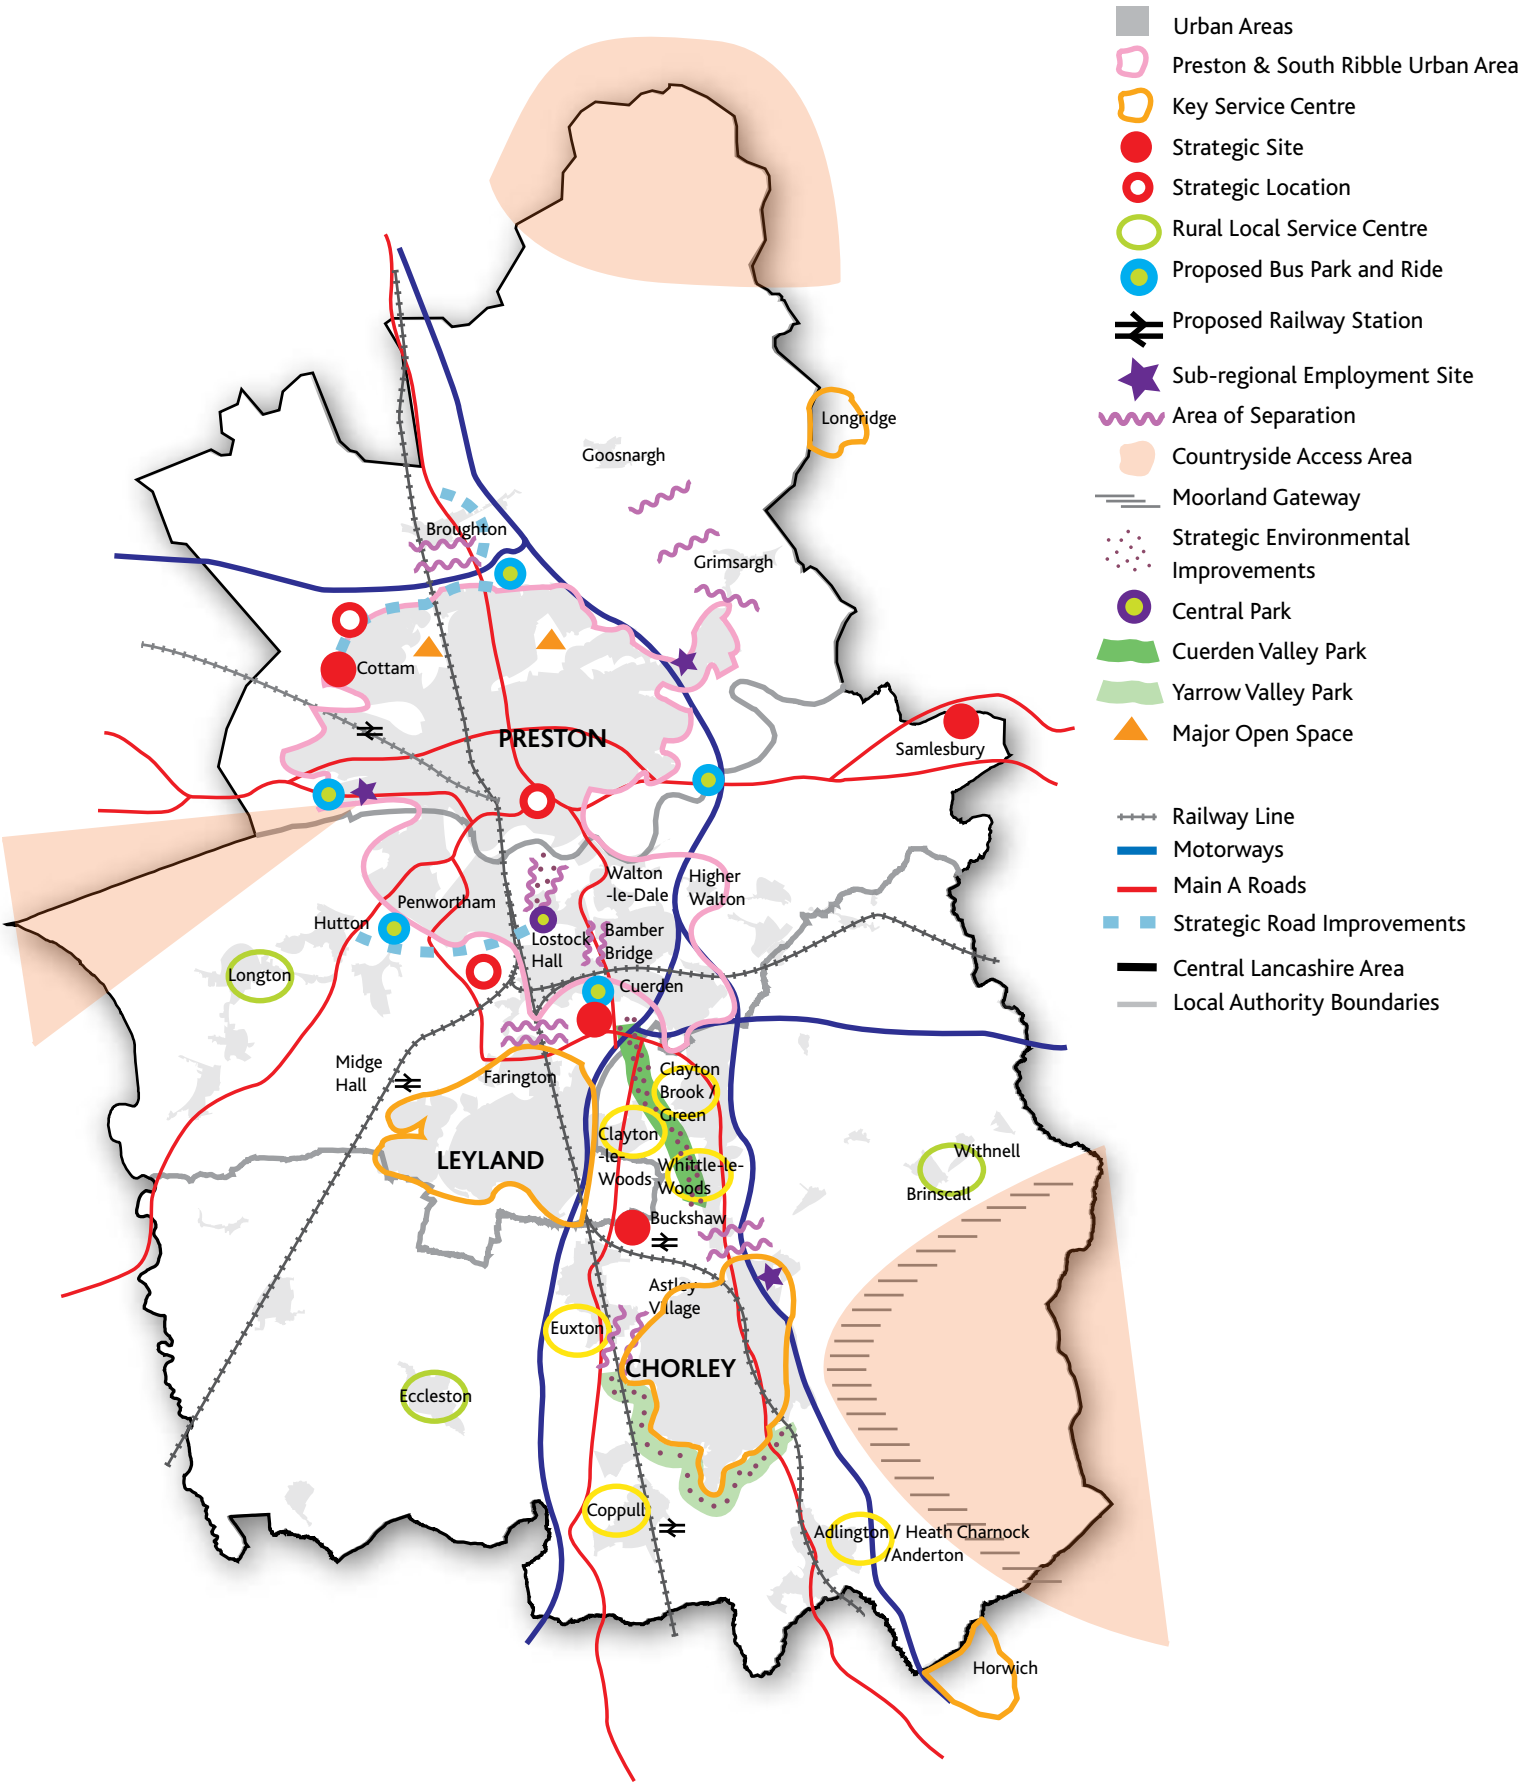 Urban Areas
Preston & South Ribble Urban Area
Key Service Centre
Strategic Site
Strategic Location
Rural Local Service Centre
Proposed Bus Park and Ride
Proposed Railway Station
Sub-regional Employment Site
Area of Separation
Countryside Access Area
Moorland Gateway
Strategic Environmental
Improvements
Central Park
Cuerden Valley Park
Yarrow Valley Park
Major Open Space
Railway Line
Motorways
Main A Roads
Strategic Road Improvements
Central Lancashire Area
Local Authority Boundaries
Longridge
Goosnargh
Broughton
Grimsargh
Cottam
PRESTON
Samlesbury
Walton
-le-Dale
Higher
Walton
Penwortham
Hutton
Lostock
Hall
Bamber
Bridge
Longton
Cuerden
Midge
Hall
Farington
Clayton
Brook /
Green
Clayton
-le-
Woods
LEYLAND
Whittle-le-
Woods
Withnell
Brinscall
Buckshaw
Astley
Village
Euxton
CHORLEY
Eccleston
Coppull
Adlington / Heath Charnock
/Anderton
Horwich